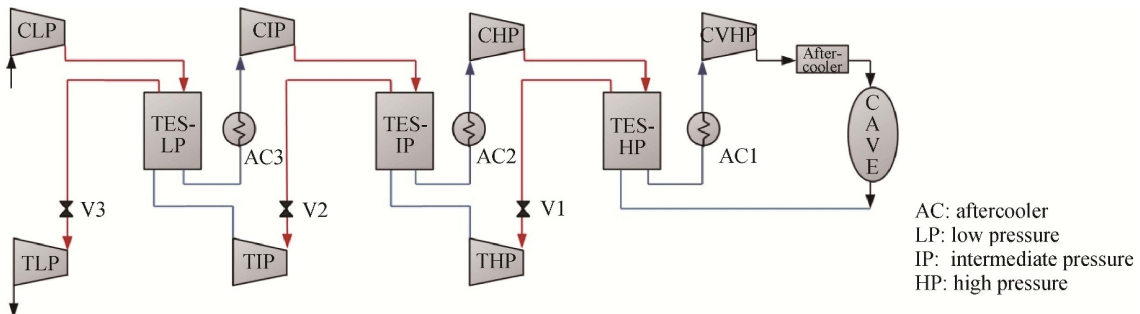 CLP
CIP
CHP
CVHP
After-
cooler
TES-
LP
AC3
TES-
IP
AC2
TES-
HP
AC1
CAVE
V3
V2
V1
TLP
TIP
THP
AC: aftercooler
LP: low pressure
IP: intermediate pressure
HP: high pressure